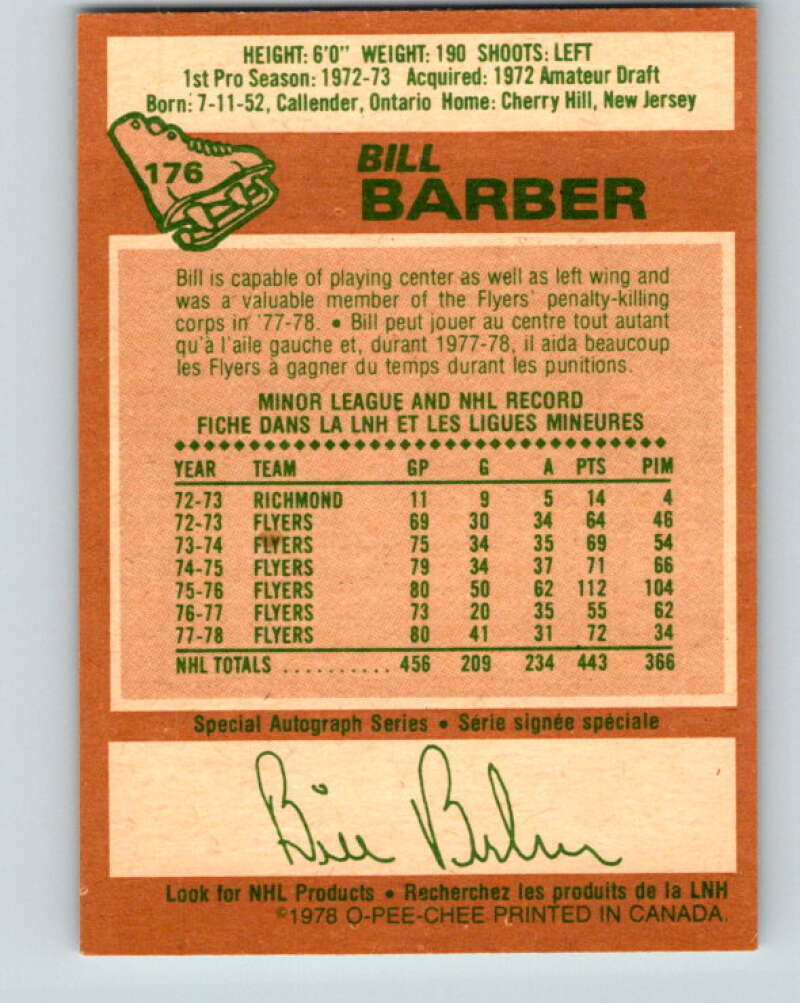 HEIGHT: 6'0" WEIGHT: 190 SHOOTS: LEFT
1st Pro Season: 1972-73 Acquired: 1972 Amateur Draft
Born: 7-11-52, Callender, Ontario Home: Cherry Hill, New Jersey
176
BILL
BARBER
Bill is capable of playing center as well as left wing and
was a valuable member of the Flyers' penalty-killing
corps in '77-78. • Bill peut jouer au centre tout autant
qu'à l'aile gauche et, durant 1977-78, il aida beaucoup
les Flyers à gagner du temps durant les punitions.
MINOR LEAGUE AND NHL RECORD
FICHE DANS LA LNH ET LES LIGUES MINEURES
YEAR TEAM GP G A PTS PIM
72-73 RICHMOND 11 9 5 14 4
72-73 FLYERS 69 30 34 64 46
73-74 FLYERS 75 34 35 69 54
74-75 FLYERS 79 34 37 71 66
75-76 FLYERS 80 50 62 112 104
76-77 FLYERS 73 20 35 55 62
77-78 FLYERS 80 41 31 72 34
NHL TOTALS .......... 456 209 234 443 366
Special Autograph Series • Série signée spéciale
Bill Barber
Look for NHL Products • Recherchez les produits de la LNH
©1978 O-PEE-CHEE PRINTED IN CANADA.